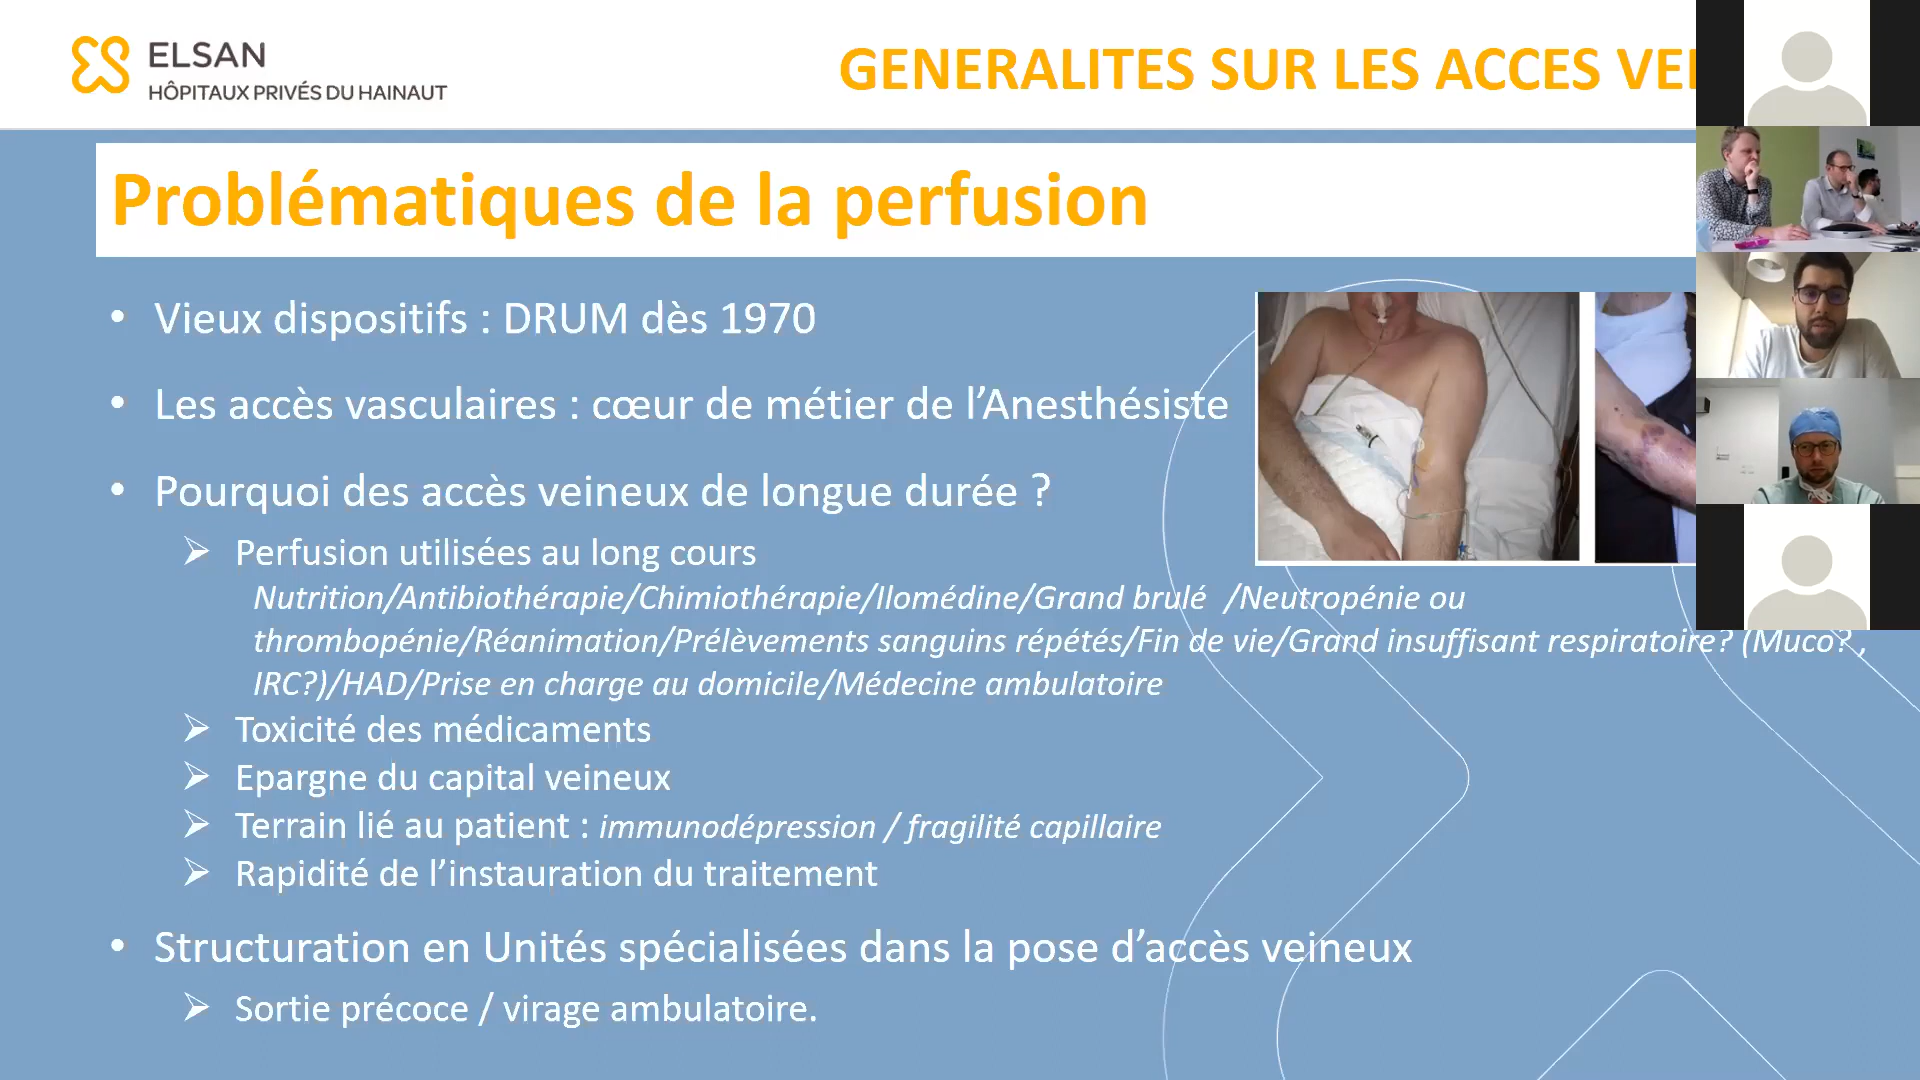 ELSAN
HÔPITAUX PRIVÉS DU HAINAUT
GENERALITES SUR LES ACCES
Problématiques de la perfusion
• Vieux dispositifs : DRUM dès 1970
• Les accès vasculaires : cœur de métier de l’Anesthésiste
• Pourquoi des accès veineux de longue durée ?
➢ Perfusion utilisées au long cours
Nutrition/Antibiothérapie/Chimiothérapie/Ilomédine/Grand brulé /Neutropénie ou
thrombopénie/Réanimation/Prélèvements sanguins répétés/Fin de vie/Grand insuffisant respiratoire? (Muco? ,
IRC?)/HAD/Prise en charge au domicile/Médecine ambulatoire
➢ Toxicité des médicaments
➢ Epargne du capital veineux
➢ Terrain lié au patient : immunodépression / fragilité capillaire
➢ Rapidité de l’instauration du traitement
• Structuration en Unités spécialisées dans la pose d’accès veineux
➢ Sortie précoce / virage ambulatoire.